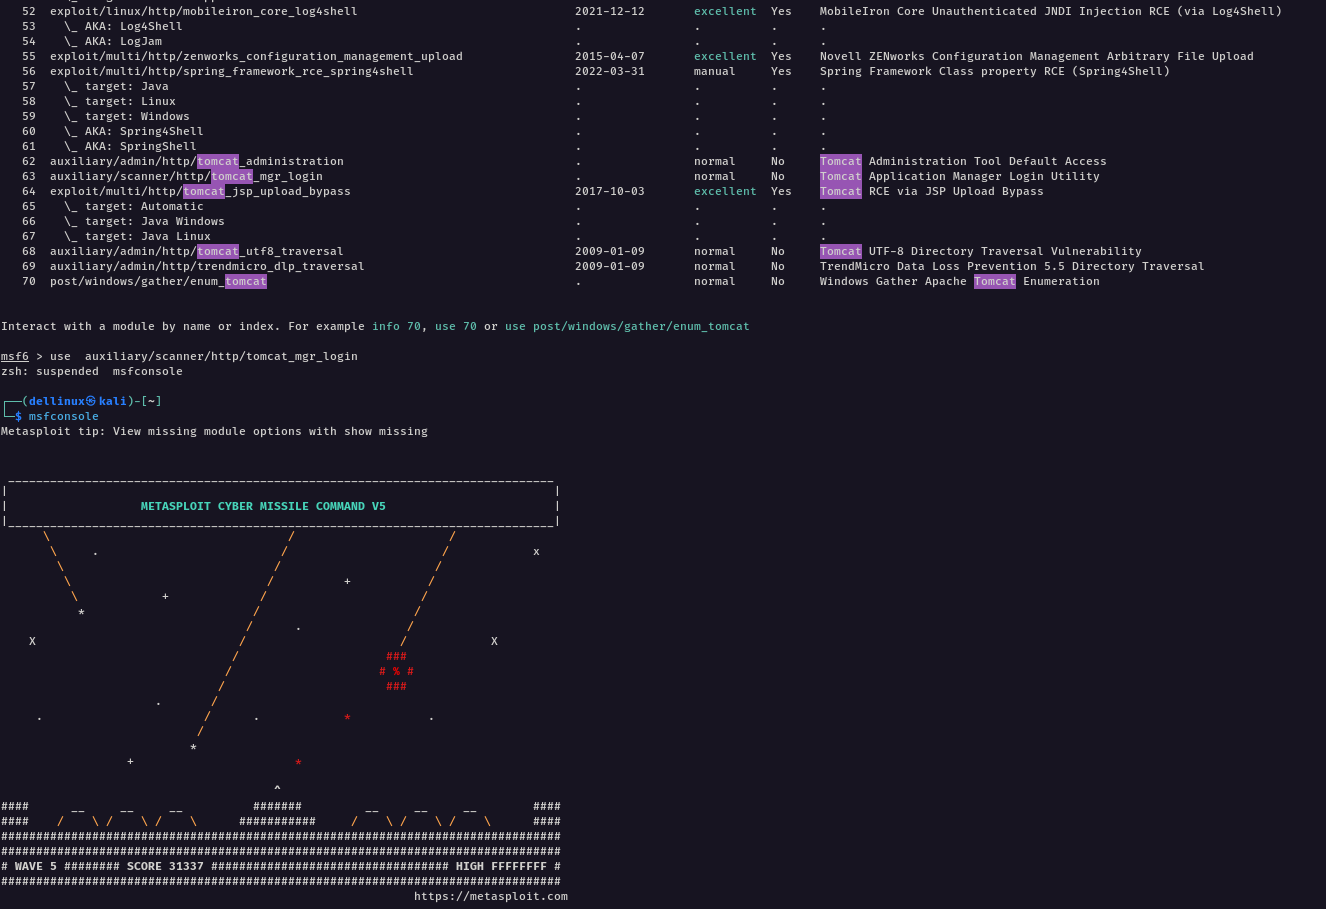 52  exploit/linux/http/mobileiron_core_log4shell  2021-12-12  excellent  Yes  MobileIron Core Unauthenticated JNDI Injection RCE (via Log4Shell)
53  \_ AKA: Log4Shell  .  .  .  .
54  \_ AKA: LogJam  .  .  .  .
55  exploit/multi/http/zenworks_configuration_management_upload  2015-04-07  excellent  Yes  Novell ZENworks Configuration Management Arbitrary File Upload
56  exploit/multi/http/spring_framework_rce_spring4shell  2022-03-31  manual  Yes  Spring Framework Class property RCE (Spring4Shell)
57  \_ target: Java  .  .  .  .
58  \_ target: Linux  .  .  .  .
59  \_ target: Windows  .  .  .  .
60  \_ AKA: Spring4Shell  .  .  .  .
61  \_ AKA: SpringShell  .  .  .  .
62  auxiliary/admin/http/tomcat_administration  .  normal  No  Tomcat Administration Tool Default Access
63  auxiliary/scanner/http/tomcat_mgr_login  .  normal  No  Tomcat Application Manager Login Utility
64  exploit/multi/http/tomcat_jsp_upload_bypass  2017-10-03  excellent  Yes  Tomcat RCE via JSP Upload Bypass
65  \_ target: Automatic  .  .  .  .
66  \_ target: Java Windows  .  .  .  .
67  \_ target: Java Linux  .  .  .  .
68  auxiliary/admin/http/tomcat_utf8_traversal  2009-01-09  normal  No  Tomcat UTF-8 Directory Traversal Vulnerability
69  auxiliary/admin/http/trendmicro_dlp_traversal  2009-01-09  normal  No  TrendMicro Data Loss Prevention 5.5 Directory Traversal
70  post/windows/gather/enum_tomcat  .  normal  No  Windows Gather Apache Tomcat Enumeration
Interact with a module by name or index. For example info 70, use 70 or use post/windows/gather/enum_tomcat
msf6 > use  auxiliary/scanner/http/tomcat_mgr_login
zsh: suspended  msfconsole
┌──(dellinux㉿kali)-[~]
└─$ msfconsole
Metasploit tip: View missing module options with show missing
METASPLOIT CYBER MISSILE COMMAND V5
# WAVE 5 ######## SCORE 31337 ################################## HIGH FFFFFFFF #
https://metasploit.com